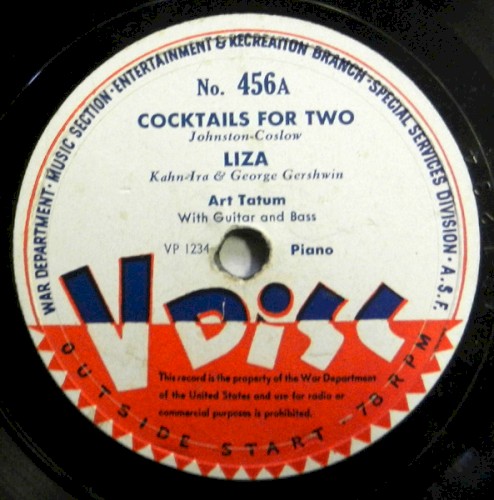 WAR DEPARTMENT · MUSIC SECTION · ENTERTAINMENT & RECREATION BRANCH · SPECIAL SERVICES DIVISION · A.S.F.
No. 456A
COCKTAILS FOR TWO
Johnston-Coslow
LIZA
Kahn-Ira & George Gershwin
Art Tatum
With Guitar and Bass
VP 1234 Piano
V DiSC
This record is the property of the War Department
of the United States and use for radio or
commercial purposes is prohibited.
OUTSIDE START - 78 RPM